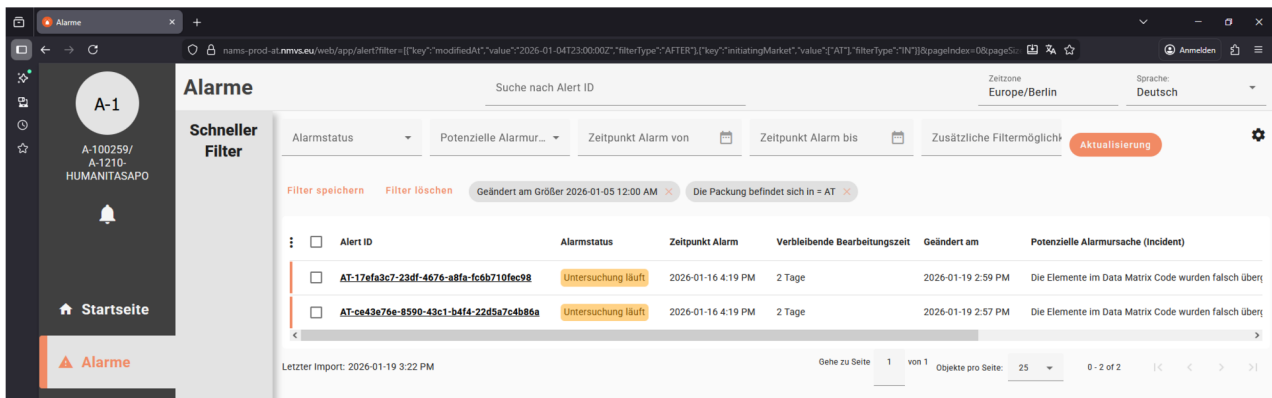 Alarme
nams-prod-at.nmvs.eu/web/app/alert?filter=[{"key":"modifiedAt","value":"2026-01-04T23:00:00Z","filterType":"AFTER"},{"key":"initiatingMarket","value":["AT"],"filterType":"IN"}]&pageIndex=0&pageSiz
Anmelden
A-1
A-100259/
A-1210-
HUMANITASAPO
Startseite
Alarme
Alarme
Suche nach Alert ID
Zeitzone
Europe/Berlin
Sprache:
Deutsch
Schneller
Filter
Alarmstatus
Potenzielle Alarmur...
Zeitpunkt Alarm von
Zeitpunkt Alarm bis
Zusätzliche Filtermöglichk
Aktualisierung
Filter speichern
Filter löschen
Geändert am Größer 2026-01-05 12:00 AM
Die Packung befindet sich in = AT
Alert ID Alarmstatus Zeitpunkt Alarm Verbleibende Bearbeitungszeit Geändert am Potenzielle Alarmursache (Incident)
AT-17efa3c7-23df-4676-a8fa-fc6b710fec98 Untersuchung läuft 2026-01-16 4:19 PM 2 Tage 2026-01-19 2:59 PM Die Elemente im Data Matrix Code wurden falsch überg
AT-ce43e76e-8590-43c1-b4f4-22d5a7c4b86a Untersuchung läuft 2026-01-16 4:19 PM 2 Tage 2026-01-19 2:57 PM Die Elemente im Data Matrix Code wurden falsch überg
Letzter Import: 2026-01-19 3:22 PM
Gehe zu Seite 1 von 1
Objekte pro Seite: 25
0 - 2 of 2